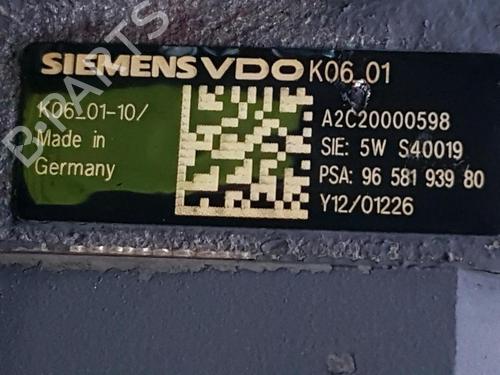 SIEMENS VDO K06_01
K06_01-10/
Made in
Germany
A2C20000598
SIE: 5W S40019
PSA: 96 581 939 80
Y12/01226
B PARTS